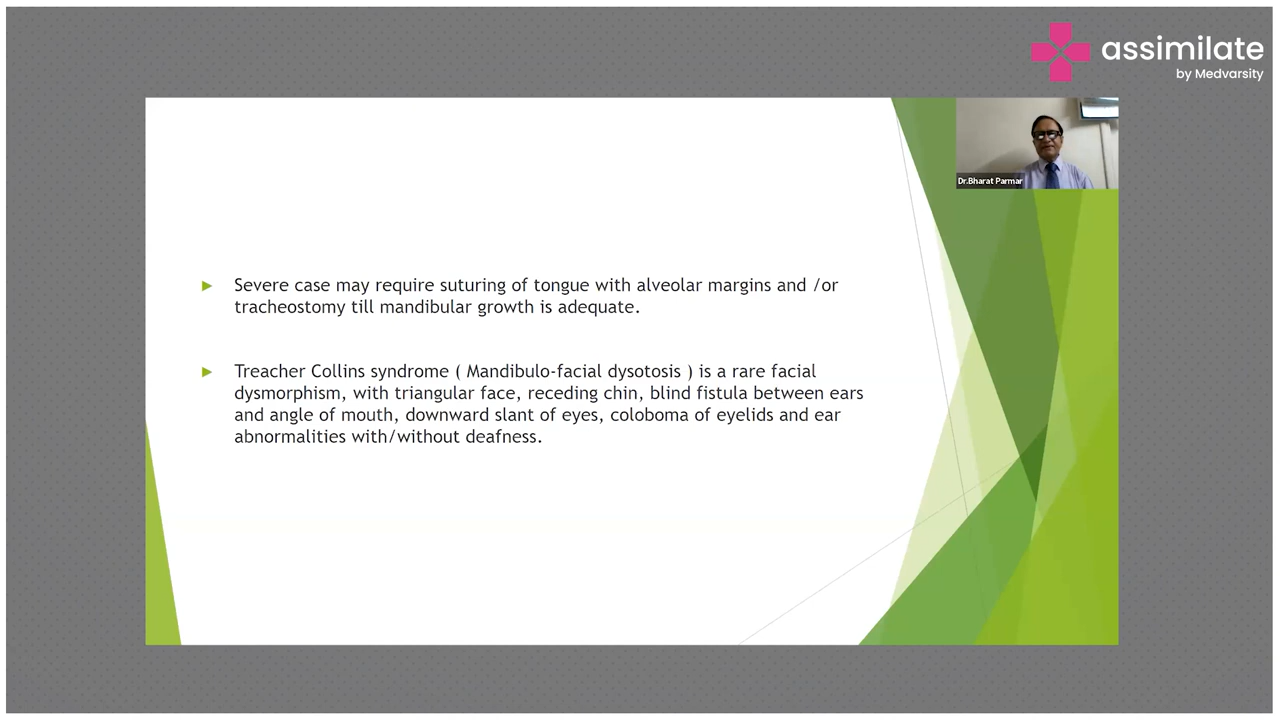 assimilate
by Medvarsity
Dr.Bharat Parmar
Severe case may require suturing of tongue with alveolar margins and /or
tracheostomy till mandibular growth is adequate.
Treacher Collins syndrome ( Mandibulo-facial dysotosis ) is a rare facial
dysmorphism, with triangular face, receding chin, blind fistula between ears
and angle of mouth, downward slant of eyes, coloboma of eyelids and ear
abnormalities with/without deafness.